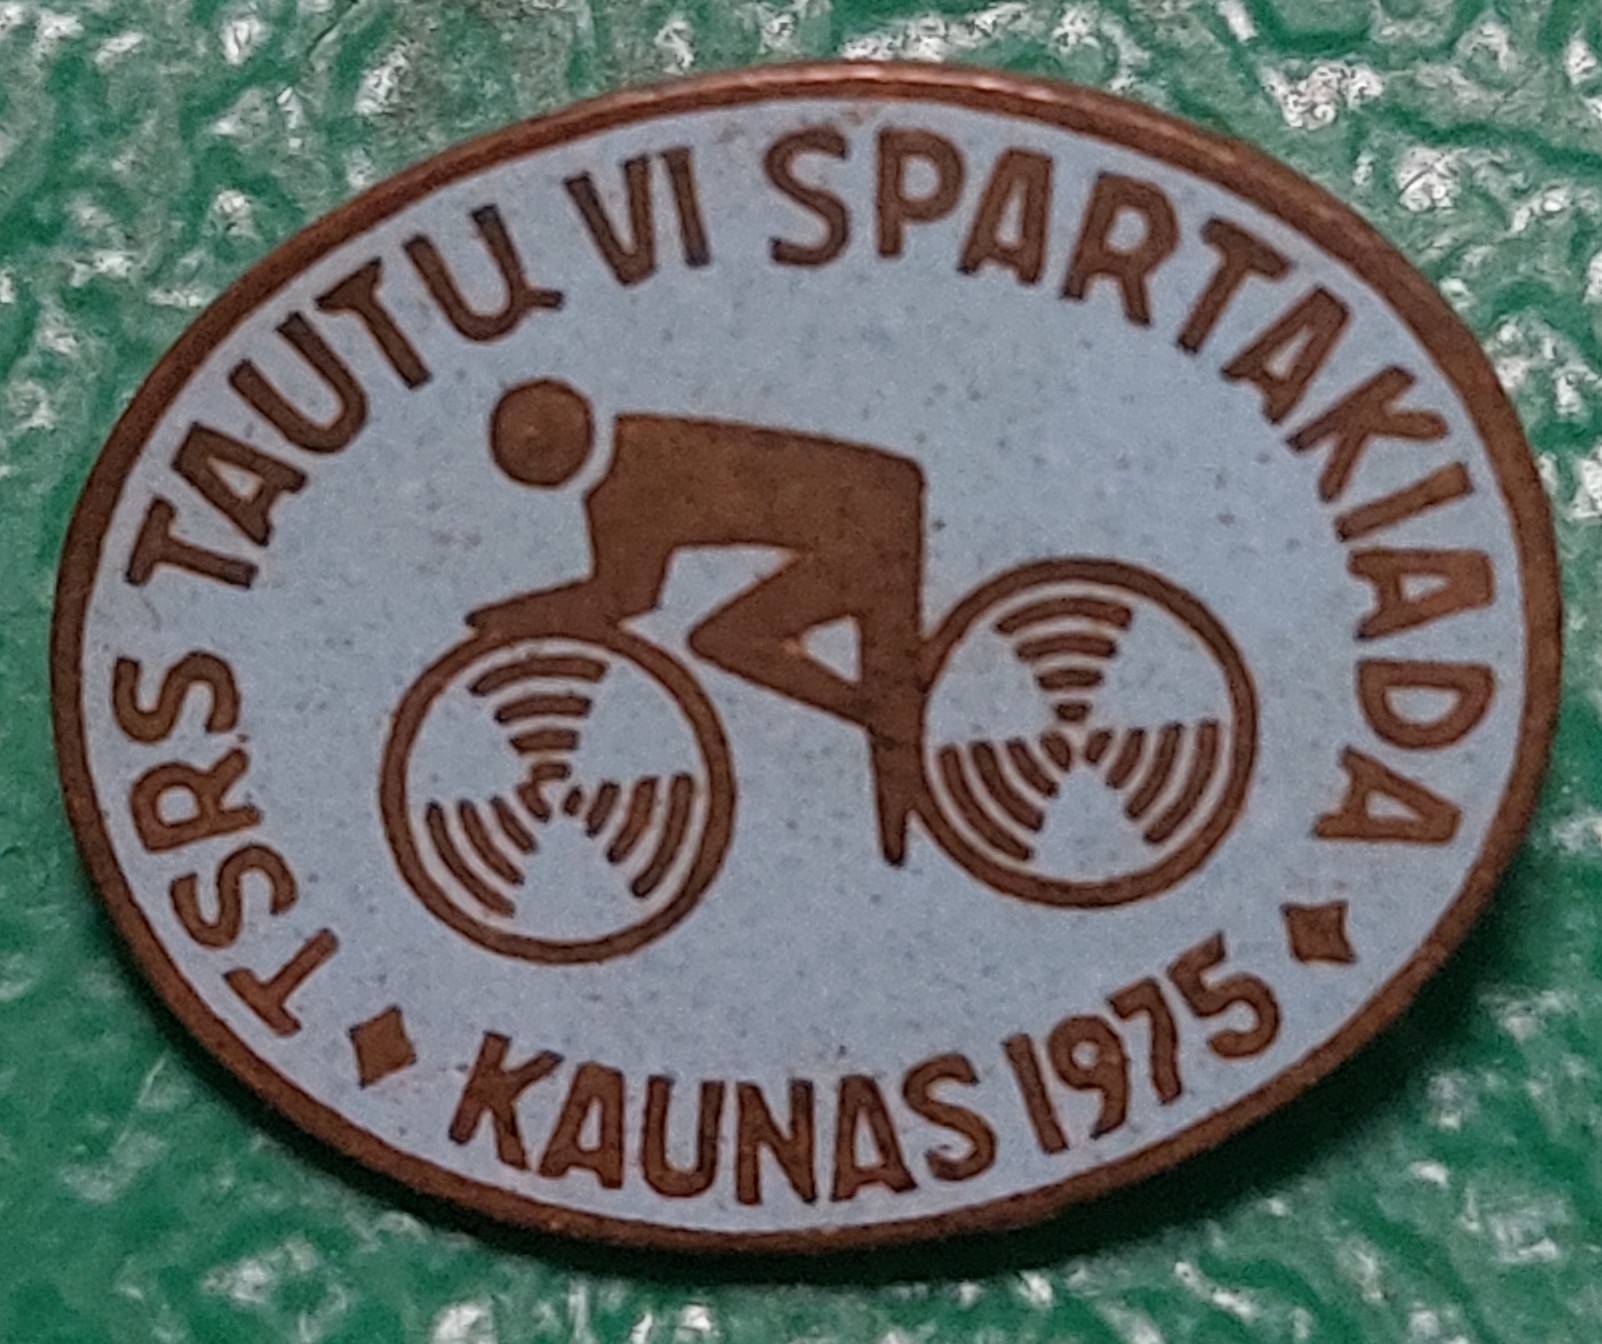 TSRS TAUTŲ VI SPARTAKIADA
KAUNAS 1975